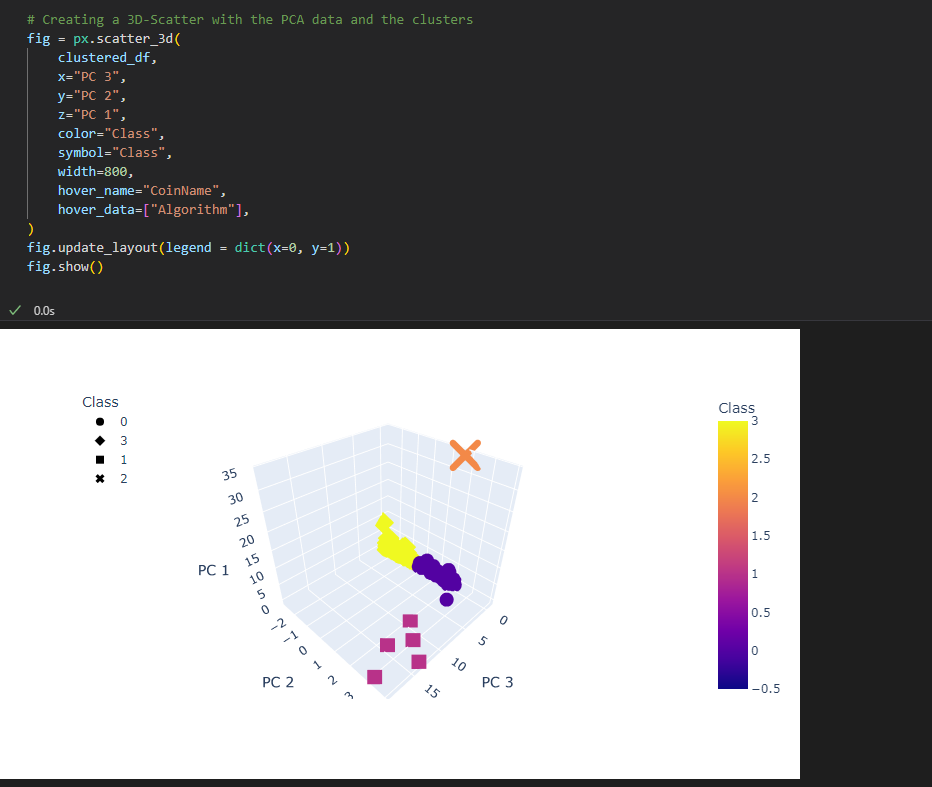 # Creating a 3D-Scatter with the PCA data and the clusters
fig = px.scatter_3d(
clustered_df,
x="PC 3",
y="PC 2",
z="PC 1",
color="Class",
symbol="Class",
width=800,
hover_name="CoinName",
hover_data=["Algorithm"],
)
fig.update_layout(legend = dict(x=0, y=1))
fig.show()
0.0s
Class
0
3
1
2
35
30
25
20
15
10
5
0
PC 1
−2
−1
0
1
2
3
PC 2
0
5
10
15
PC 3
Class
3
2.5
2
1.5
1
0.5
0
−0.5